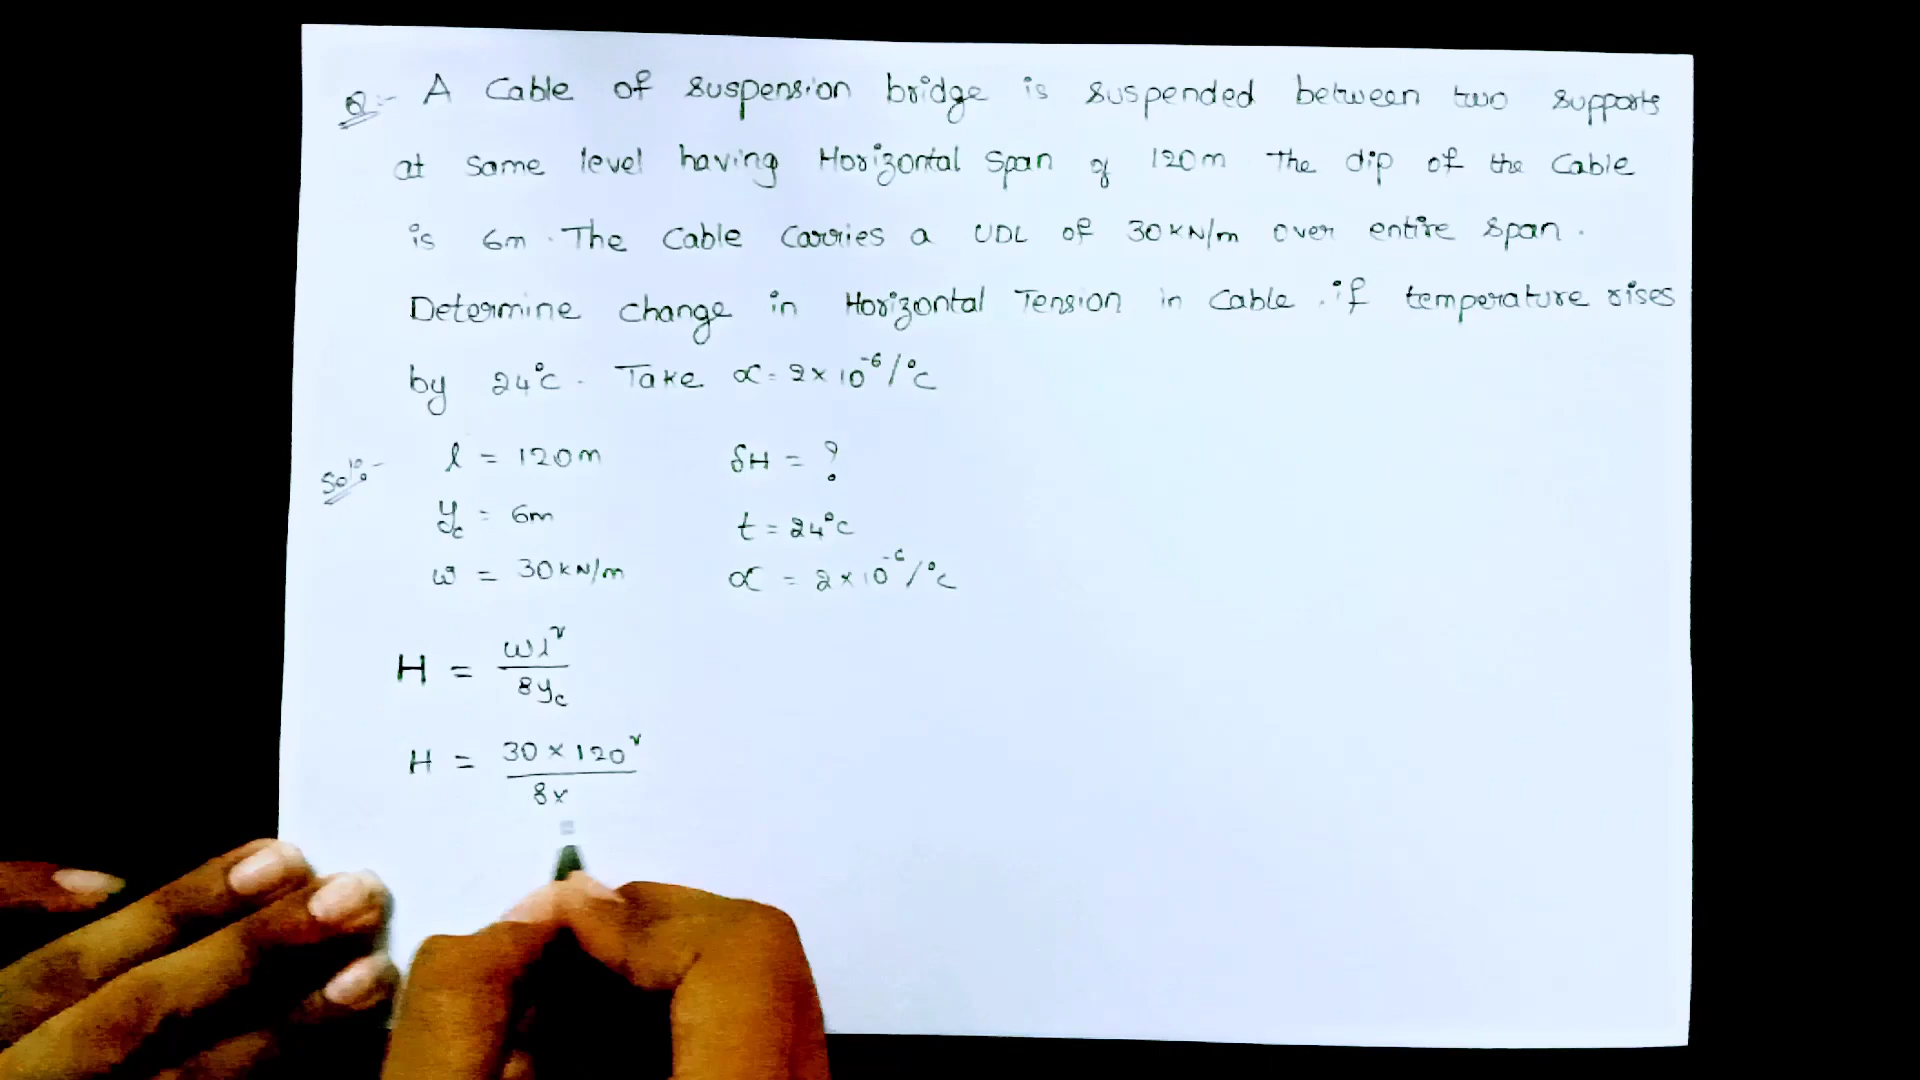 Q:- A Cable of suspension bridge is suspended between two supports
at same level having Horizontal span of 120m The dip of the Cable
is 6m. The Cable Carries a UDL of 30KN/m over entire span.
Determine change in Horizontal Tension in Cable. if temperature rises
by 24°C. Take α = 2×10⁻⁶/°C
Solⁿ:- l = 120m δH = ?
y_c = 6m t = 24°C
w = 30KN/m α = 2×10⁻⁶/°C
H = wl²/8y_c
H = 30×120²/8×